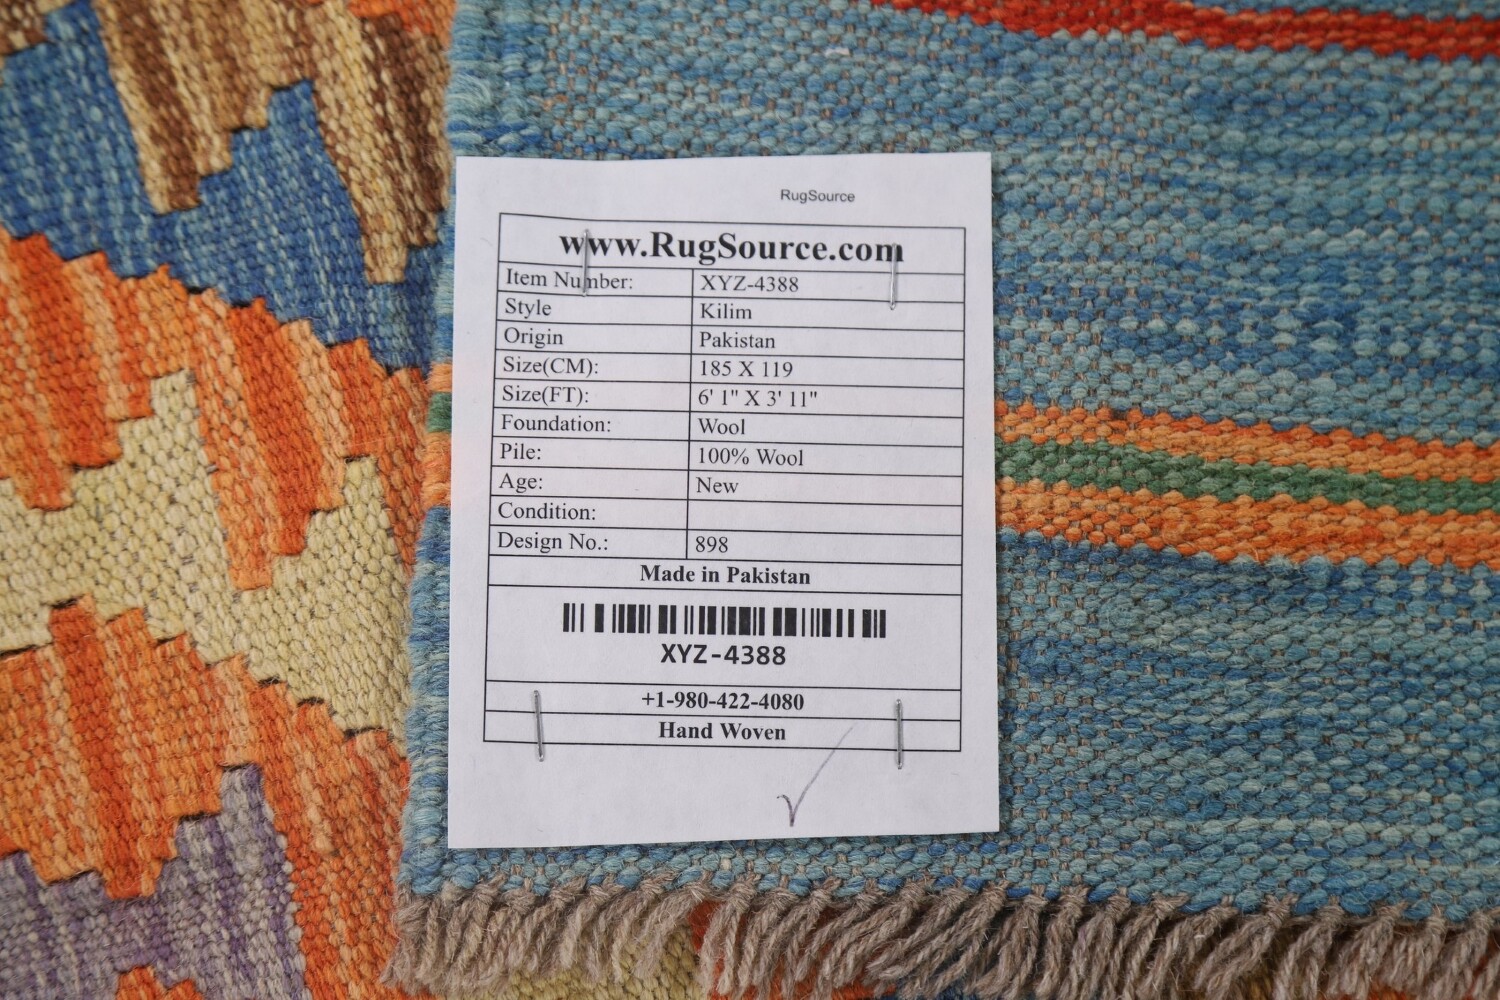 RugSource
www.RugSource.com
Item Number: XYZ-4388
Style Kilim
Origin Pakistan
Size(CM): 185 X 119
Size(FT): 6' 1" X 3' 11"
Foundation: Wool
Pile: 100% Wool
Age: New
Condition:
Design No.: 898
Made in Pakistan
XYZ-4388
+1-980-422-4080
Hand Woven